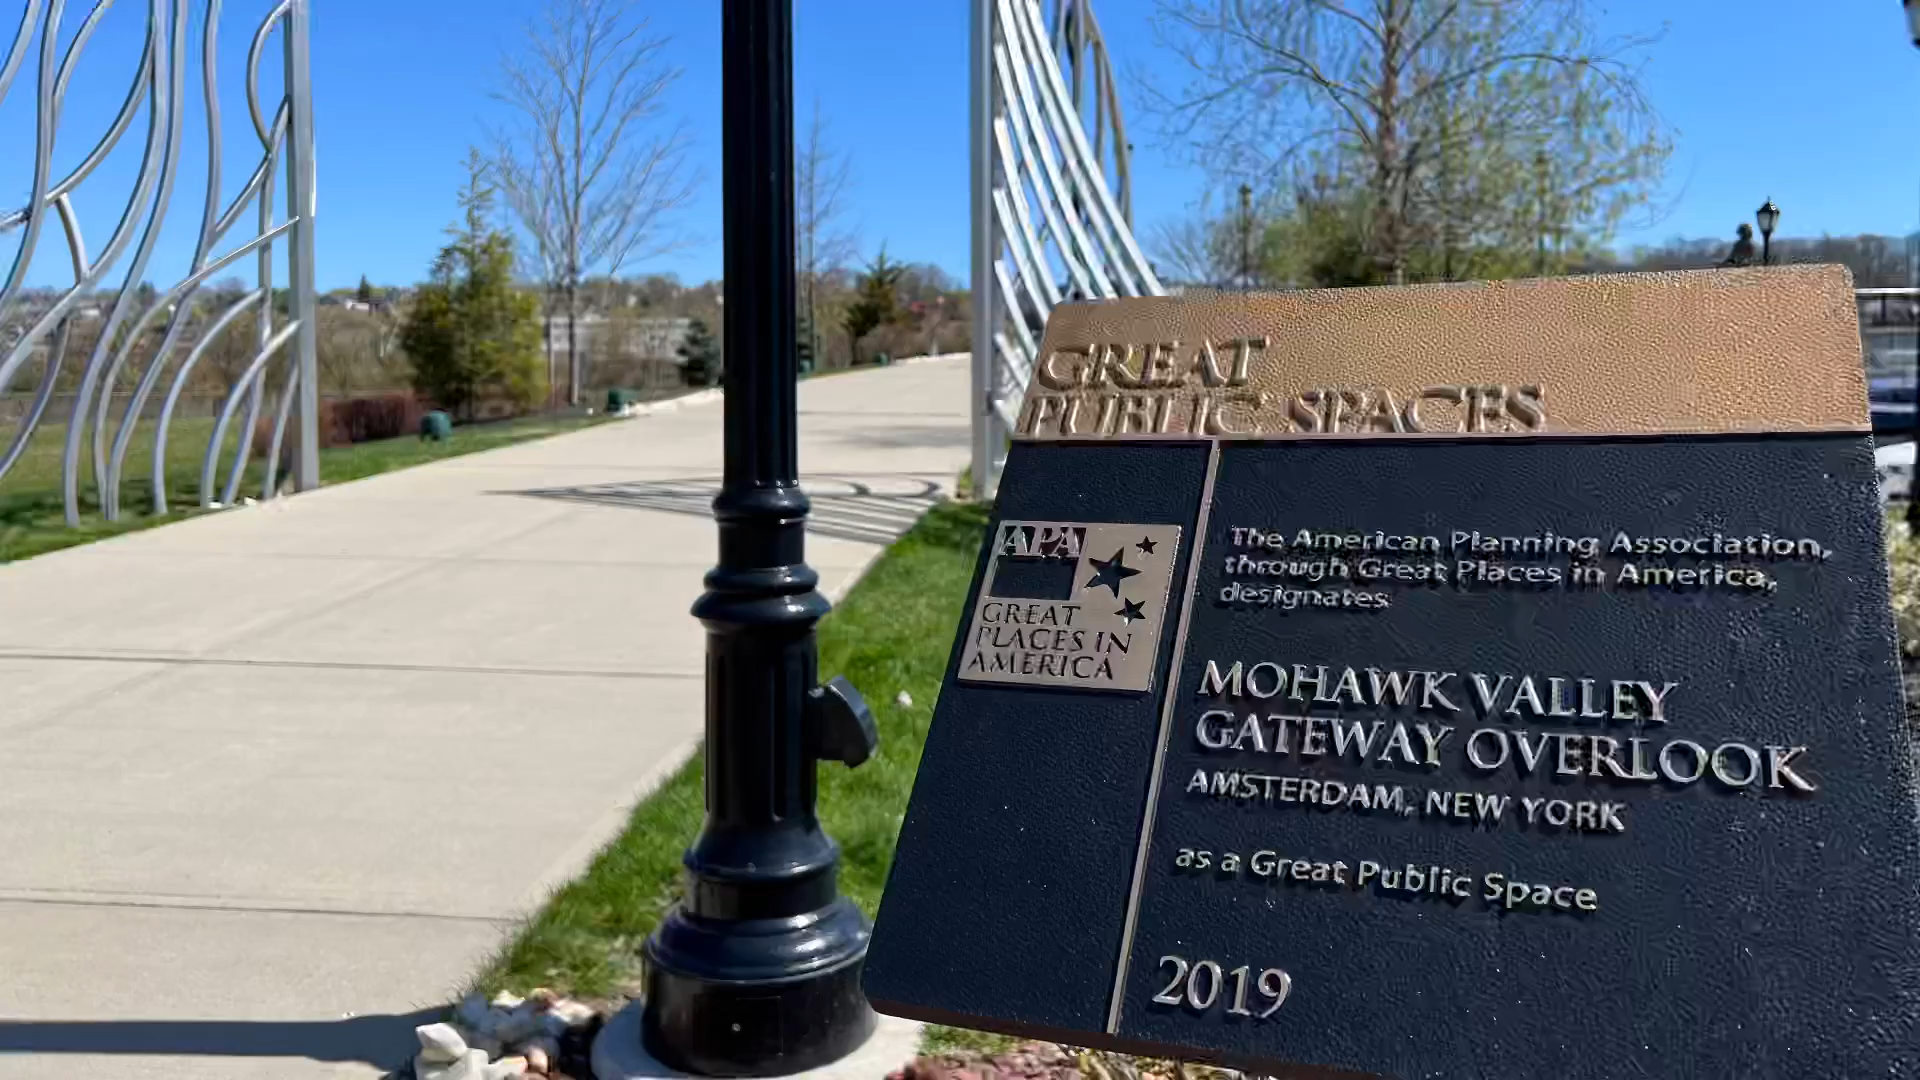 GREAT
PUBLIC SPACES
APA
GREAT
PLACES IN
AMERICA
The American Planning Association,
through Great Places in America,
designates
MOHAWK VALLEY
GATEWAY OVERLOOK
AMSTERDAM, NEW YORK
as a Great Public Space
2019